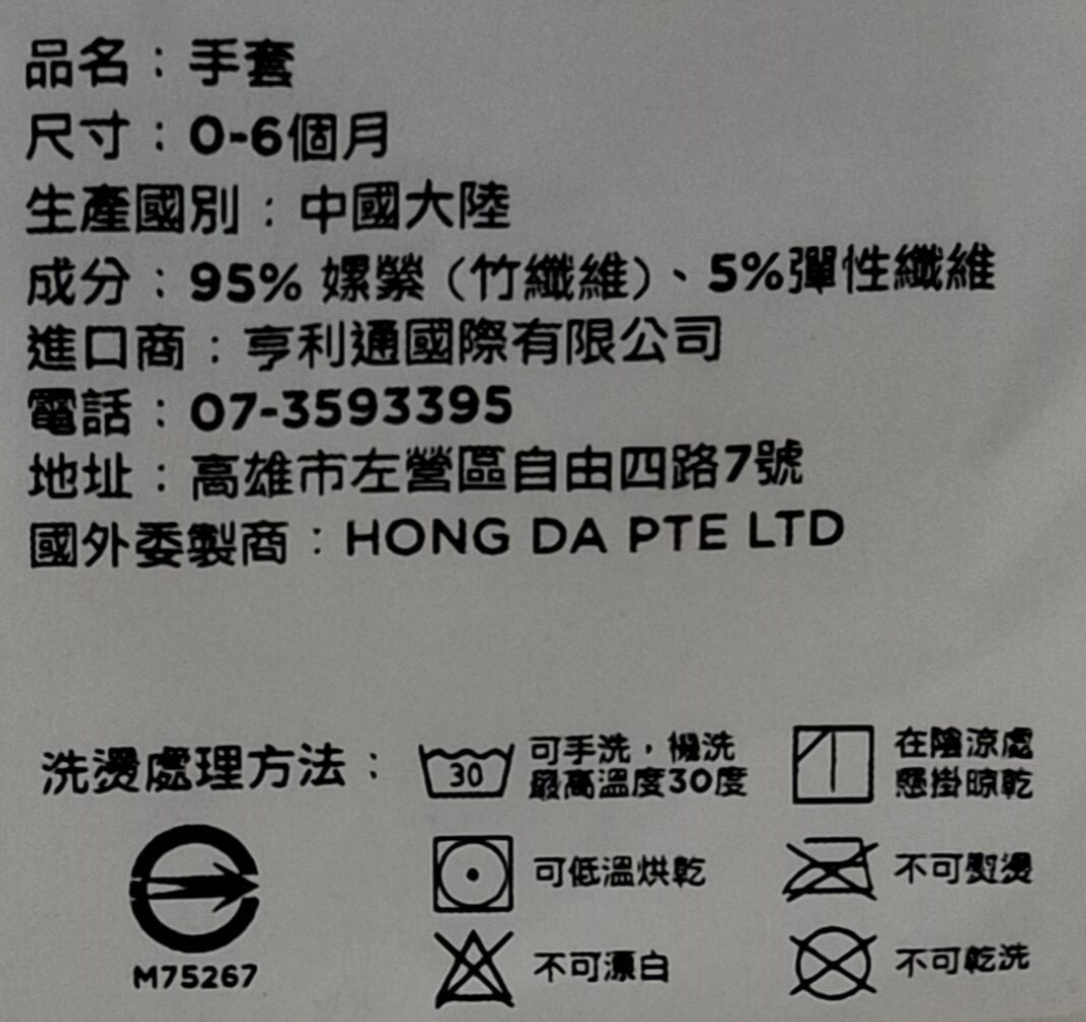 品名：手套
尺寸：0-6個月
生產國別：中國大陸
成分：95% 嫘縈（竹纖維）、5%彈性纖維
進口商：亨利通國際有限公司
電話：07-3593395
地址：高雄市左營區自由四路7號
國外委製商：HONG DA PTE LTD
洗燙處理方法：
30
可手洗，機洗
最高溫度30度
在陰涼處
懸掛晾乾
可低溫烘乾
不可熨燙
M75267
不可漂白
不可乾洗